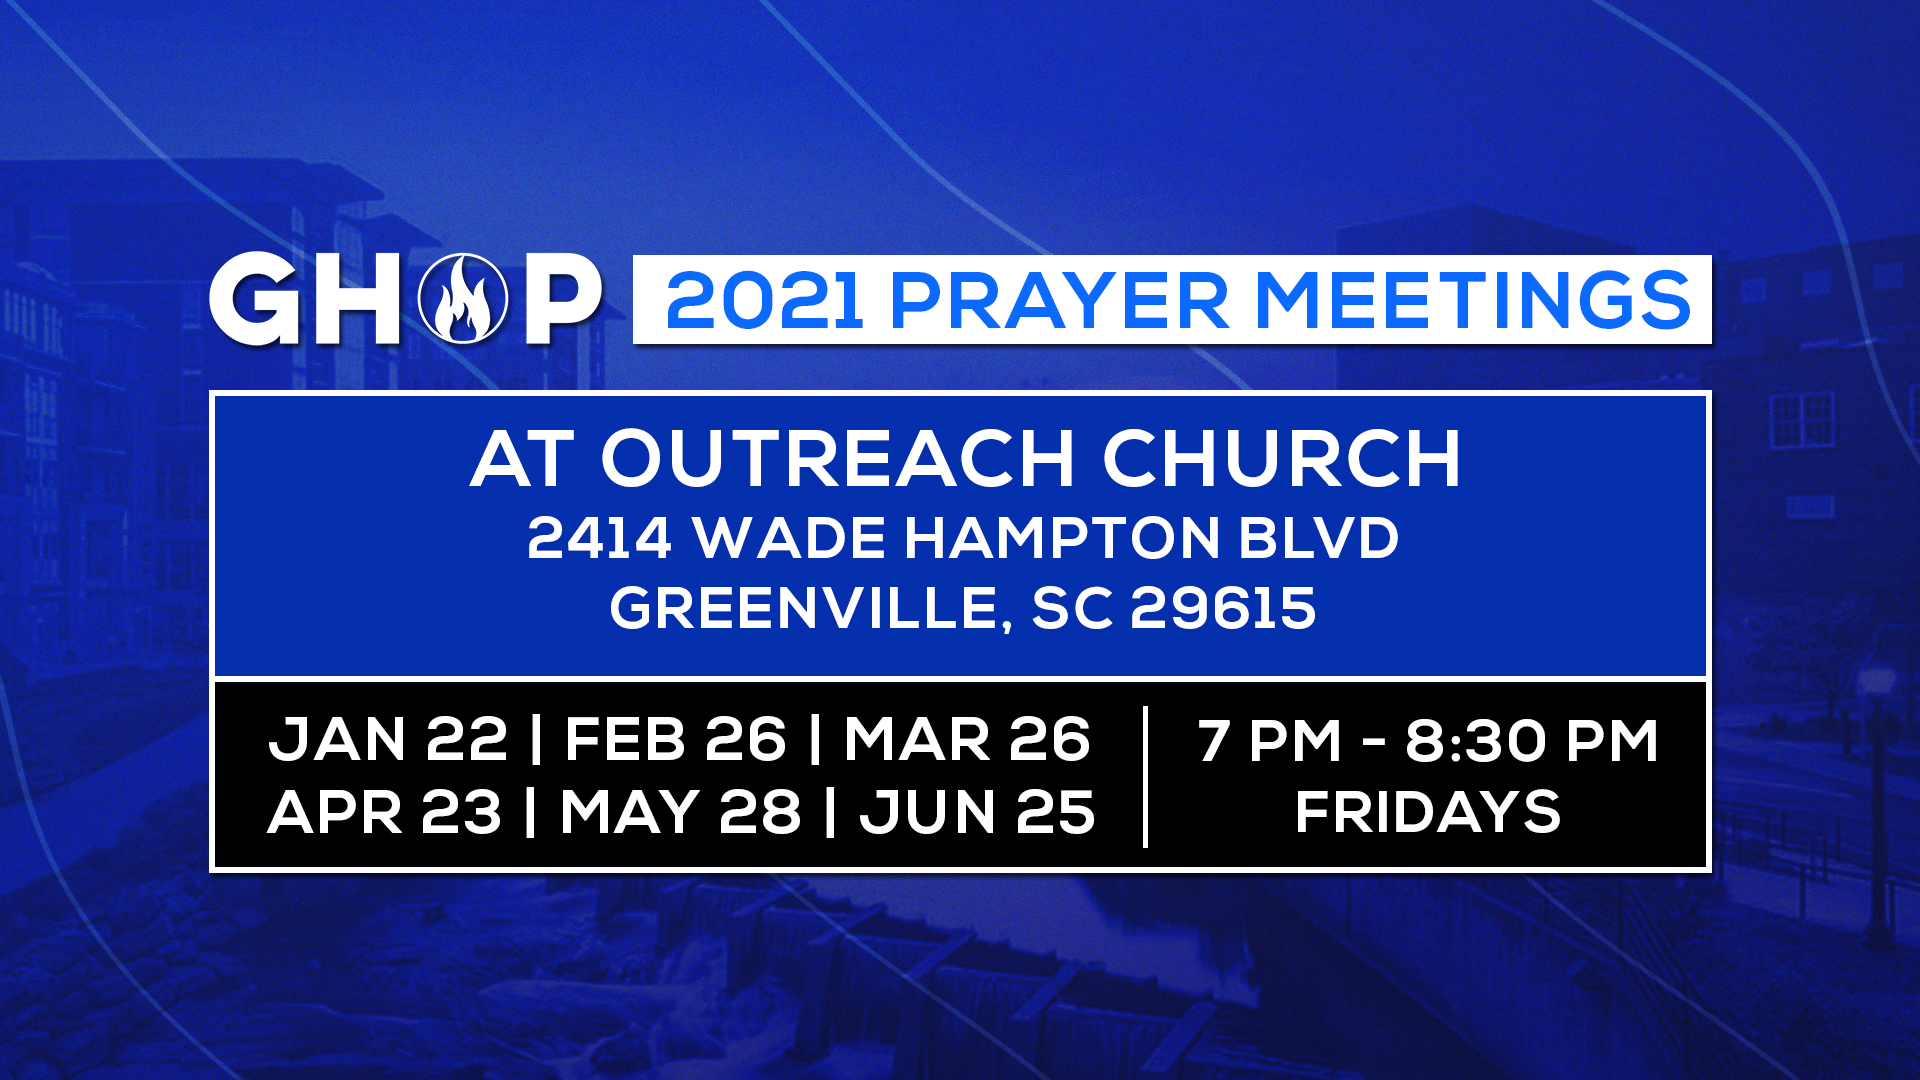 GHOP 2021 PRAYER MEETINGS
AT OUTREACH CHURCH
2414 WADE HAMPTON BLVD
GREENVILLE, SC 29615
JAN 22 | FEB 26 | MAR 26
APR 23 | MAY 28 | JUN 25
7 PM - 8:30 PM
FRIDAYS